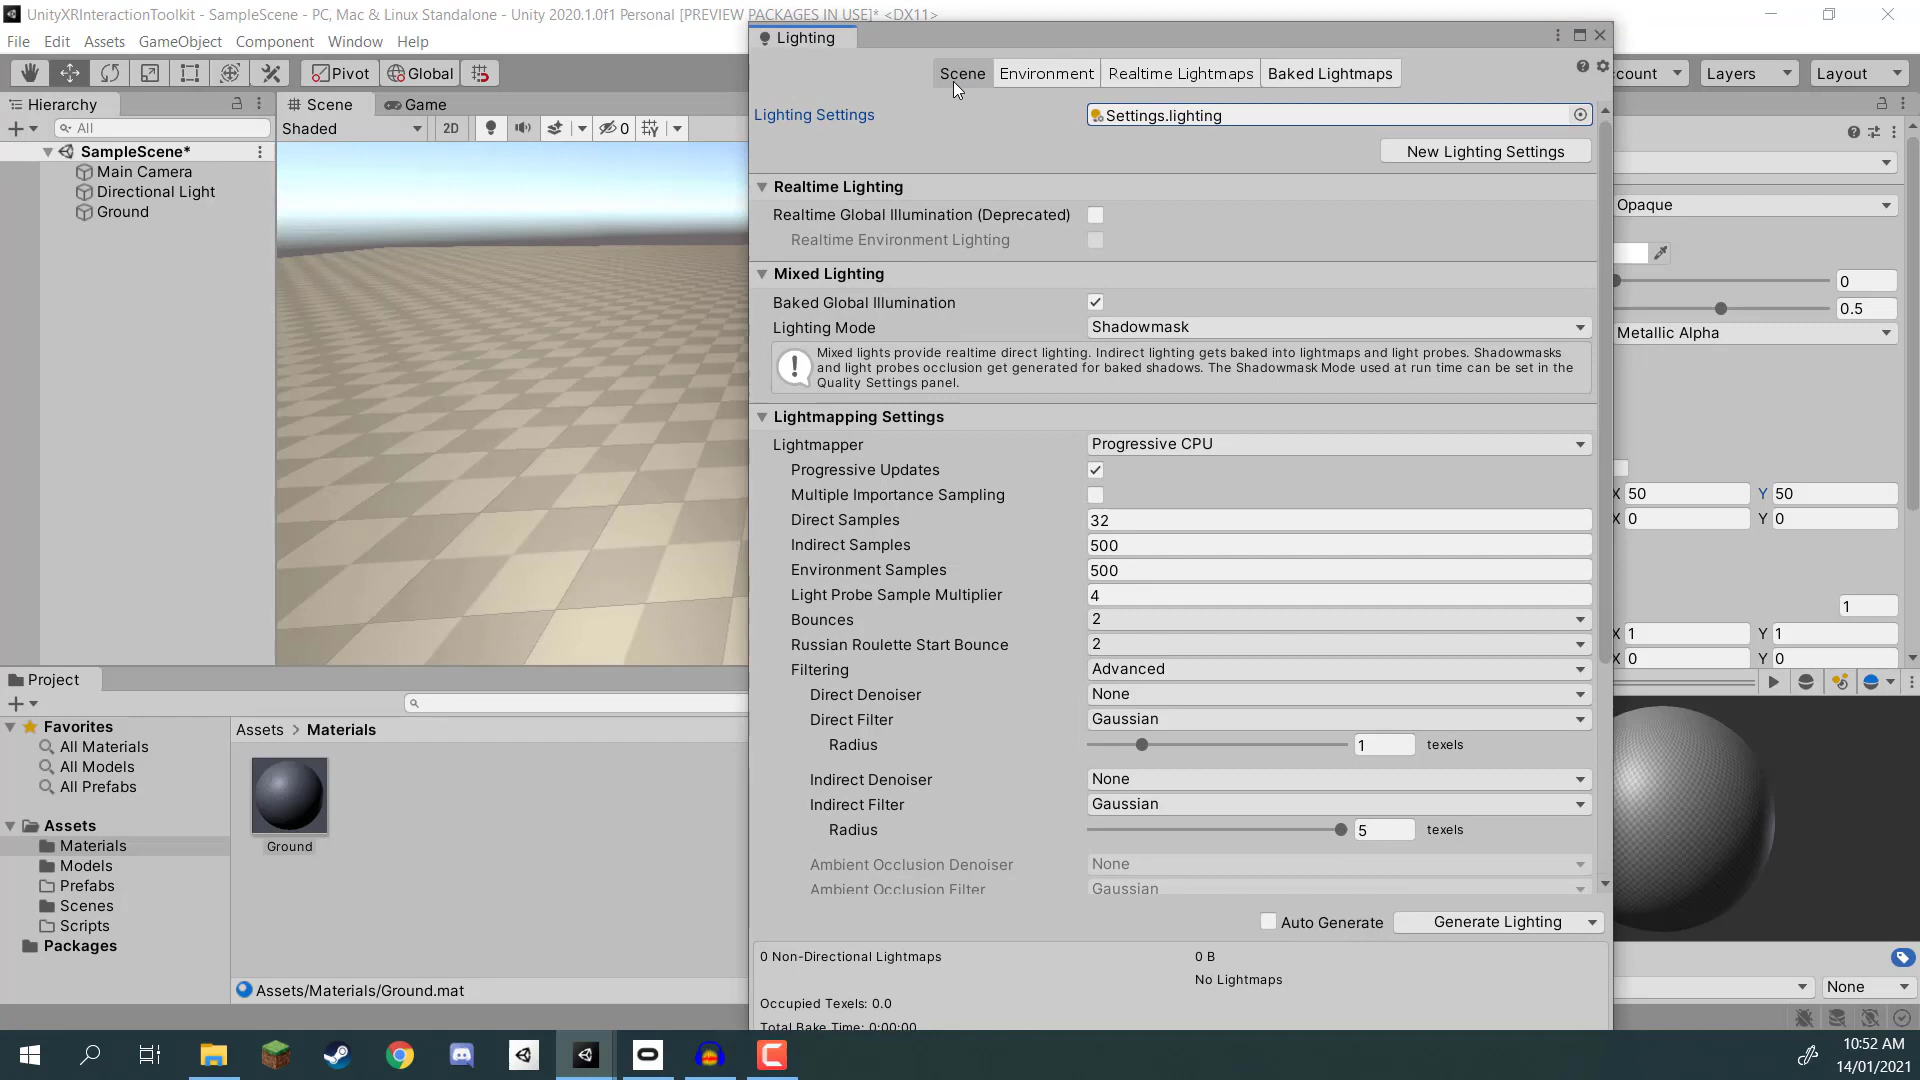 UnityXRInteractionToolkit - SampleScene - PC, Mac & Linux Standalone - Unity 2020.1.0f1 Personal [PREVIEW PACKAGES IN USE]* <DX11>
File Edit Assets GameObject Component Window Help
Lighting
Pivot Global
Scene Environment Realtime Lightmaps Baked Lightmaps
count Layers Layout
Hierarchy
Scene Game
All
Shaded 2D 0
Lighting Settings Settings.lighting
New Lighting Settings
SampleScene*
Main Camera
Directional Light
Ground
Realtime Lighting
Realtime Global Illumination (Deprecated)
Realtime Environment Lighting
Mixed Lighting
Baked Global Illumination
Lighting Mode Shadowmask
Mixed lights provide realtime direct lighting. Indirect lighting gets baked into lightmaps and light probes. Shadowmasks
and light probes occlusion get generated for baked shadows. The Shadowmask Mode used at run time can be set in the
Quality Settings panel.
Lightmapping Settings
Lightmapper Progressive CPU
Progressive Updates
Multiple Importance Sampling
Direct Samples 32
Indirect Samples 500
Environment Samples 500
Light Probe Sample Multiplier 4
Bounces 2
Russian Roulette Start Bounce 2
Filtering Advanced
Direct Denoiser None
Direct Filter Gaussian
Radius 1 texels
Indirect Denoiser None
Indirect Filter Gaussian
Radius 5 texels
Ambient Occlusion Denoiser None
Ambient Occlusion Filter Gaussian
Auto Generate Generate Lighting
0 Non-Directional Lightmaps 0 B
No Lightmaps
Occupied Texels: 0.0
Total Bake Time: 0:00:00
Opaque
0
0.5
Metallic Alpha
X 50 Y 50
X 0 Y 0
1
X 1 Y 1
X 0 Y 0
None
Project
Favorites
All Materials
All Models
All Prefabs
Assets
Materials
Models
Prefabs
Scenes
Scripts
Packages
Assets > Materials
Ground
Assets/Materials/Ground.mat
10:52 AM
14/01/2021